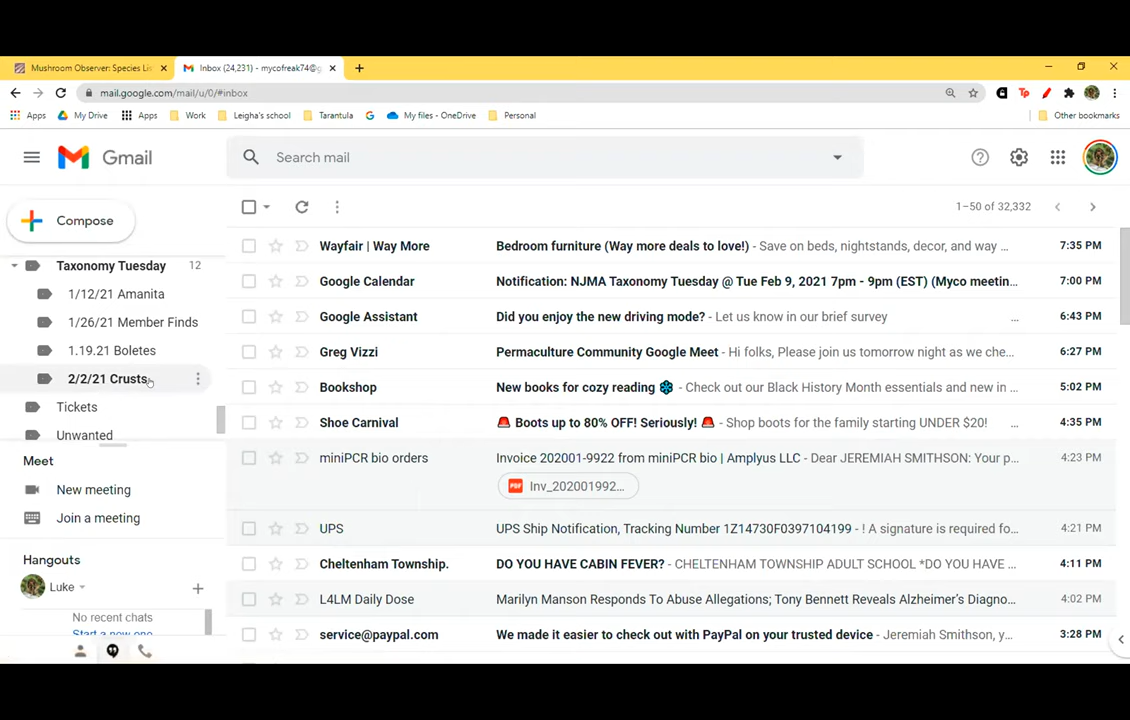 Mushroom Observer: Species Lis
Inbox (24,231) - mycofreak74@g
mail.google.com/mail/u/0/#inbox
Apps My Drive Apps Work Leigha's school Tarantula My files - OneDrive Personal Other bookmarks
Gmail
Search mail
Compose
1–50 of 32,332
Taxonomy Tuesday 12
1/12/21 Amanita
1/26/21 Member Finds
1.19.21 Boletes
2/2/21 Crusts
Tickets
Unwanted
Meet
New meeting
Join a meeting
Hangouts
Luke
No recent chats
Start a new one
Wayfair | Way More Bedroom furniture (Way more deals to love!) - Save on beds, nightstands, decor, and way ... 7:35 PM
Google Calendar Notification: NJMA Taxonomy Tuesday @ Tue Feb 9, 2021 7pm - 9pm (EST) (Myco meetin... 7:00 PM
Google Assistant Did you enjoy the new driving mode? - Let us know in our brief survey ... 6:43 PM
Greg Vizzi Permaculture Community Google Meet - Hi folks, Please join us tomorrow night as we che... 6:27 PM
Bookshop New books for cozy reading - Check out our Black History Month essentials and new in ... 5:02 PM
Shoe Carnival 🚨 Boots up to 80% OFF! Seriously! 🚨 - Shop boots for the family starting UNDER $20! ... 4:35 PM
miniPCR bio orders Invoice 202001-9922 from miniPCR bio | Amplyus LLC - Dear JEREMIAH SMITHSON: Your p... 4:23 PM
PDF Inv_202001992...
UPS UPS Ship Notification, Tracking Number 1Z14730F0397104199 - ! A signature is required fo... 4:21 PM
Cheltenham Township. DO YOU HAVE CABIN FEVER? - CHELTENHAM TOWNSHIP ADULT SCHOOL *DO YOU HAVE ... 4:11 PM
L4LM Daily Dose Marilyn Manson Responds To Abuse Allegations; Tony Bennett Reveals Alzheimer's Diagno... 4:02 PM
service@paypal.com We made it easier to check out with PayPal on your trusted device - Jeremiah Smithson, y... 3:28 PM